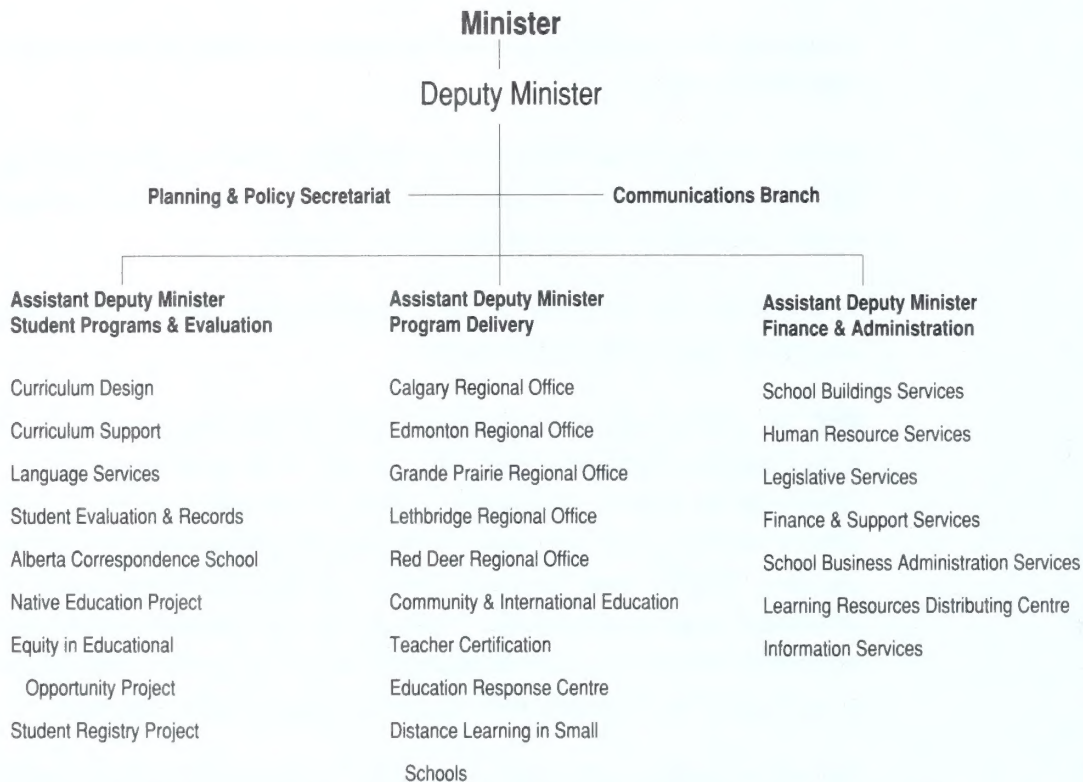 Minister
Deputy Minister
Planning & Policy Secretariat
Communications Branch
Assistant Deputy Minister
Student Programs & Evaluation
Curriculum Design
Curriculum Support
Language Services
Student Evaluation & Records
Alberta Correspondence School
Native Education Project
Equity in Educational
Opportunity Project
Student Registry Project
Assistant Deputy Minister
Program Delivery
Calgary Regional Office
Edmonton Regional Office
Grande Prairie Regional Office
Lethbridge Regional Office
Red Deer Regional Office
Community & International Education
Teacher Certification
Education Response Centre
Distance Learning in Small
Schools
Assistant Deputy Minister
Finance & Administration
School Buildings Services
Human Resource Services
Legislative Services
Finance & Support Services
School Business Administration Services
Learning Resources Distributing Centre
Information Services